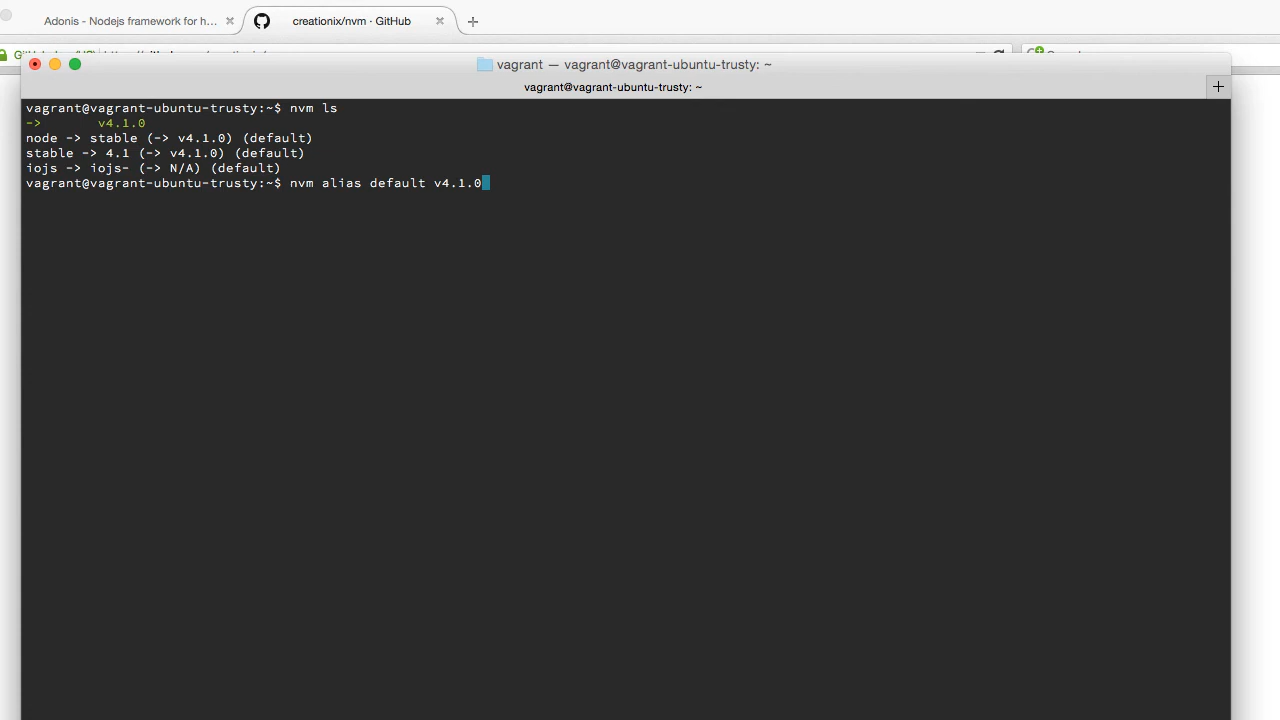 Adonis - Nodejs framework for h...
creationix/nvm · GitHub
vagrant — vagrant@vagrant-ubuntu-trusty: ~
vagrant@vagrant-ubuntu-trusty: ~
vagrant@vagrant-ubuntu-trusty:~$ nvm ls
->       v4.1.0
node -> stable (-> v4.1.0) (default)
stable -> 4.1 (-> v4.1.0) (default)
iojs -> iojs- (-> N/A) (default)
vagrant@vagrant-ubuntu-trusty:~$ nvm alias default v4.1.0